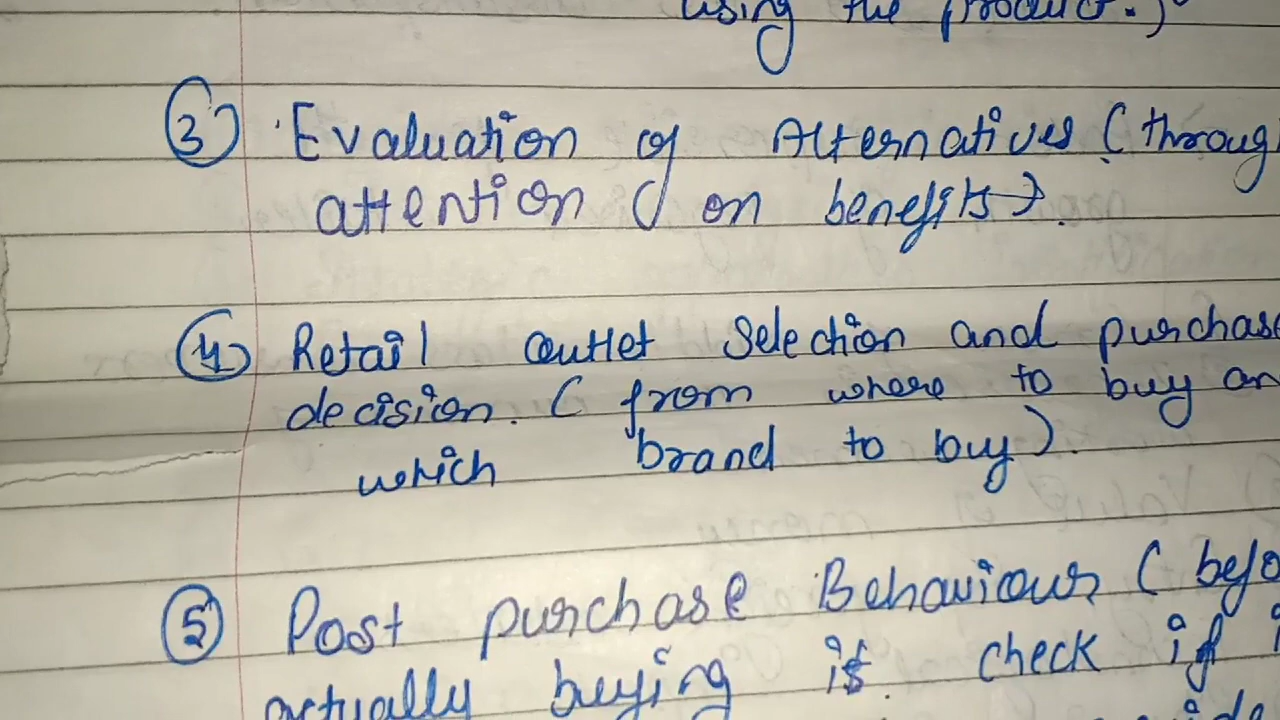 using the product.)
③ Evaluation of Alternatives (throug
attention on benefits).
④ Retail outlet Selection and purchas
decision. (from where to buy an
which brand to buy).
⑤ Post purchase Behaviour (befo
actually buying is check if i